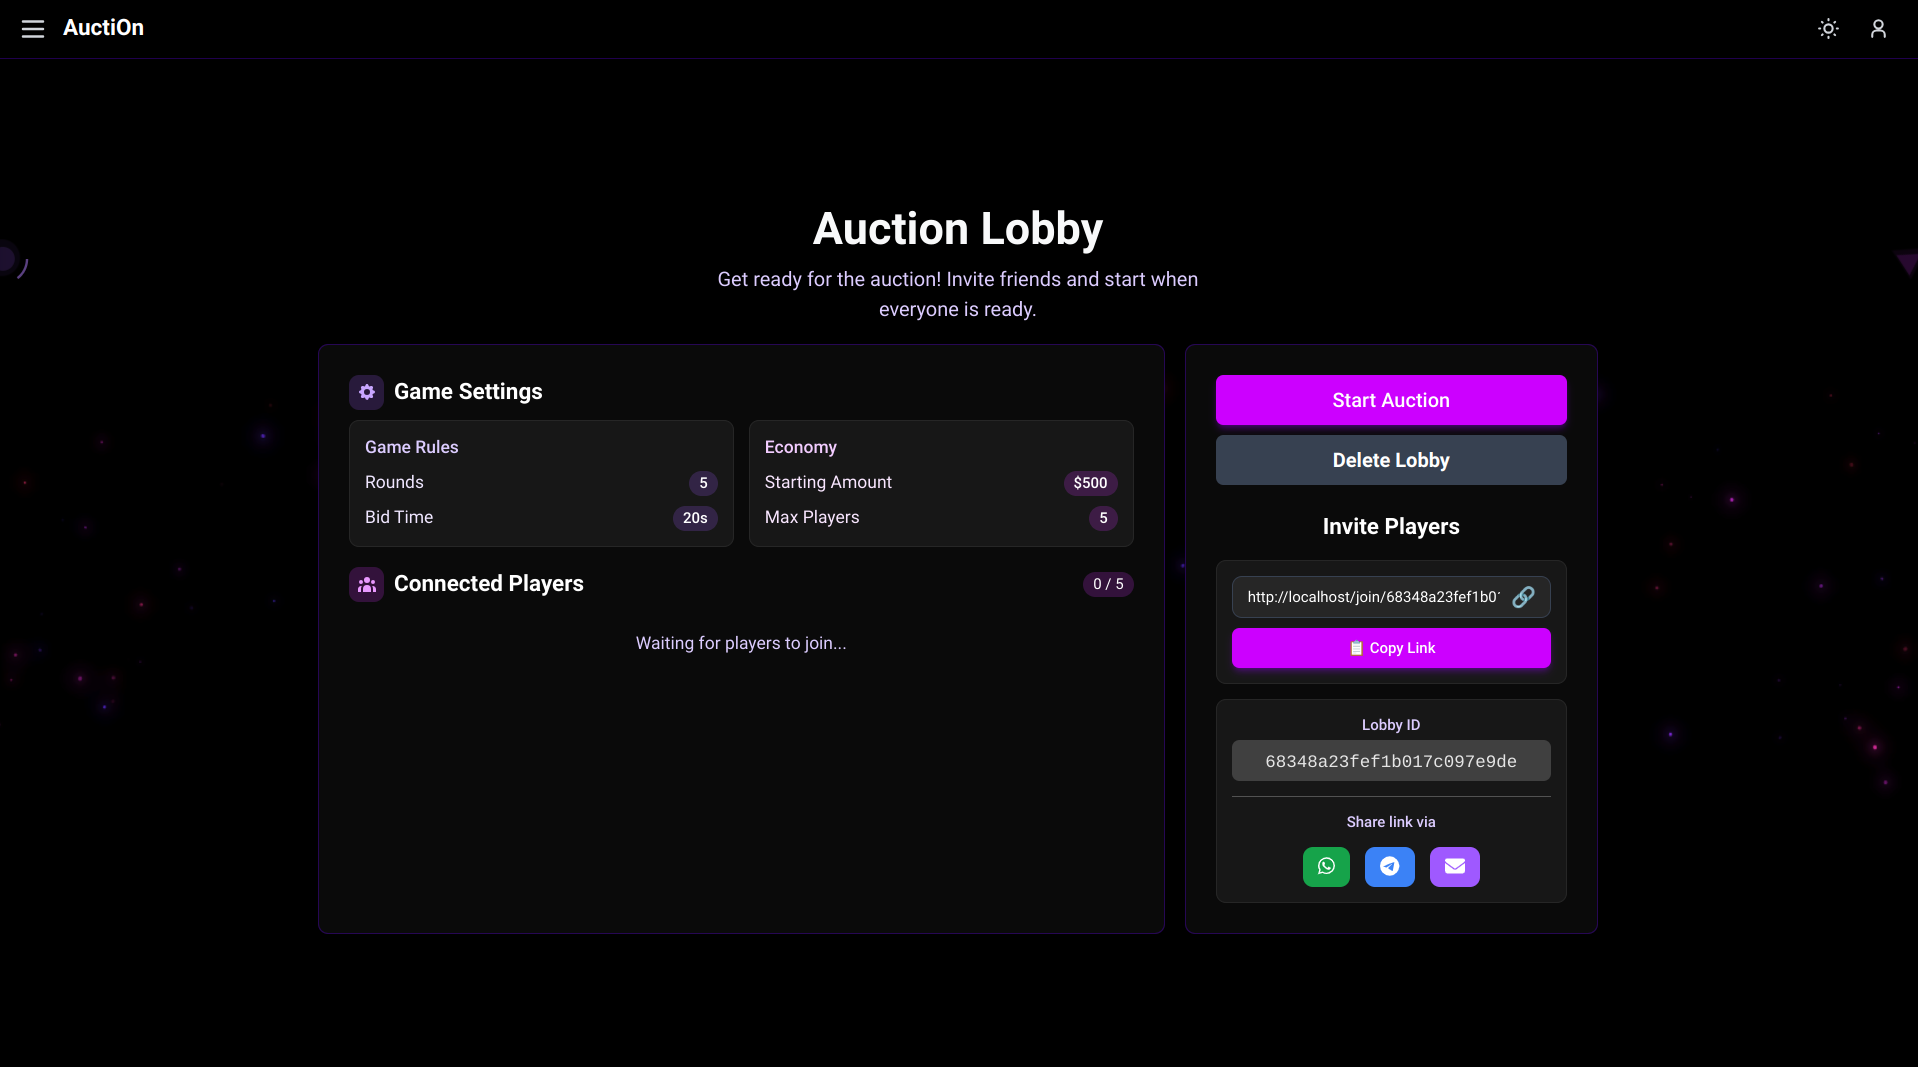 AuctiOn
Auction Lobby
Get ready for the auction! Invite friends and start when
everyone is ready.
Game Settings
Game Rules
Rounds 5
Bid Time 20s
Economy
Starting Amount $500
Max Players 5
Connected Players 0 / 5
Waiting for players to join...
Start Auction
Delete Lobby
Invite Players
http://localhost/join/68348a23fef1b01
📋 Copy Link
Lobby ID
68348a23fef1b017c097e9de
Share link via